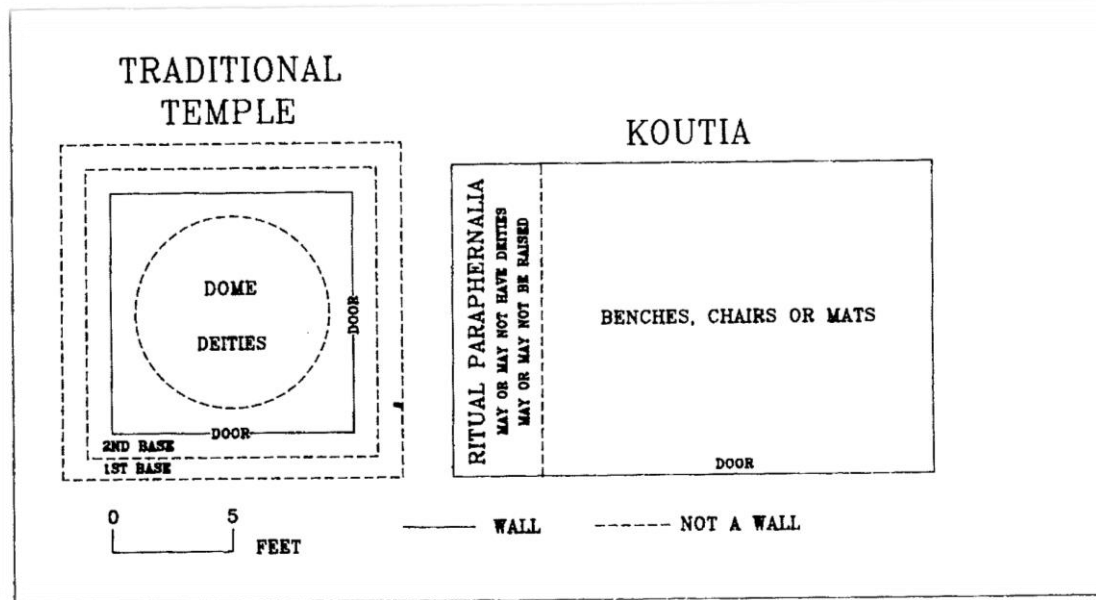 TRADITIONAL
TEMPLE
DOME
DEITIES
DOOR
DOOR
2ND BASE
1ST BASE
KOUTIA
RITUAL PARAPHERNALIA
MAY OR MAY NOT HAVE DEITIES
MAY OR MAY NOT BE RAISED
BENCHES, CHAIRS OR MATS
DOOR
0 5
FEET
WALL
NOT A WALL